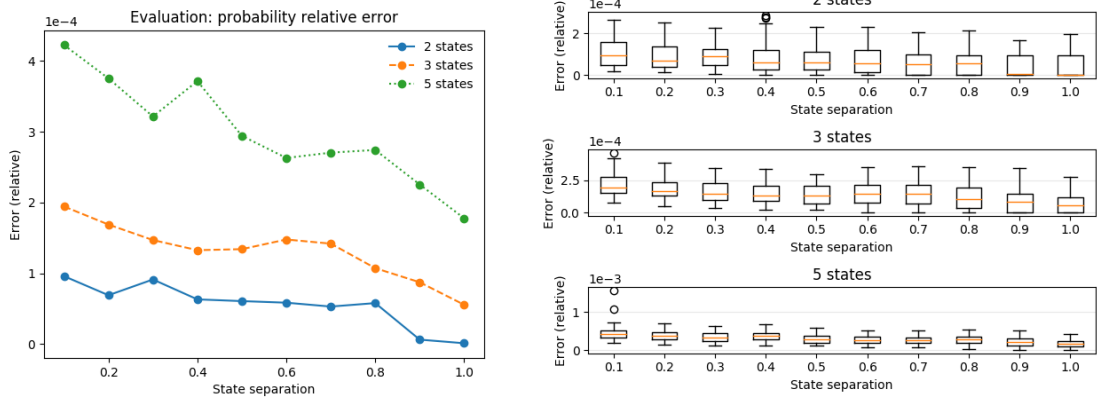 Evaluation: probability relative error
1e−4
4
3
2
1
0
Error (relative)
0.2
0.4
0.6
0.8
1.0
State separation
2 states
3 states
5 states
2 states
1e−4
2
0
Error (relative)
0.1 0.2 0.3 0.4 0.5 0.6 0.7 0.8 0.9 1.0
State separation
3 states
1e−4
2.5
0.0
Error (relative)
0.1 0.2 0.3 0.4 0.5 0.6 0.7 0.8 0.9 1.0
State separation
5 states
1e−3
1
0
Error (relative)
0.1 0.2 0.3 0.4 0.5 0.6 0.7 0.8 0.9 1.0
State separation